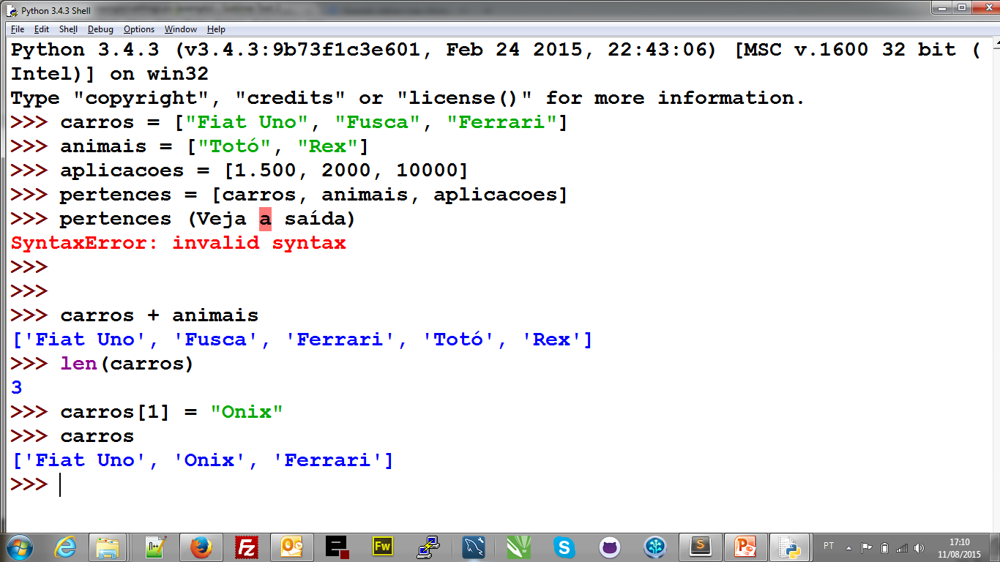 Python 3.4.3 Shell
File Edit Shell Debug Options Window Help
Python 3.4.3 (v3.4.3:9b73f1c3e601, Feb 24 2015, 22:43:06) [MSC v.1600 32 bit (
Intel)] on win32
Type "copyright", "credits" or "license()" for more information.
>>> carros = ["Fiat Uno", "Fusca", "Ferrari"]
>>> animais = ["Totó", "Rex"]
>>> aplicacoes = [1.500, 2000, 10000]
>>> pertences = [carros, animais, aplicacoes]
>>> pertences (Veja a saída)
SyntaxError: invalid syntax
>>>
>>>
>>> carros + animais
['Fiat Uno', 'Fusca', 'Ferrari', 'Totó', 'Rex']
>>> len(carros)
3
>>> carros[1] = "Onix"
>>> carros
['Fiat Uno', 'Onix', 'Ferrari']
>>>
Fz
Fw
PT
17:10
11/08/2015